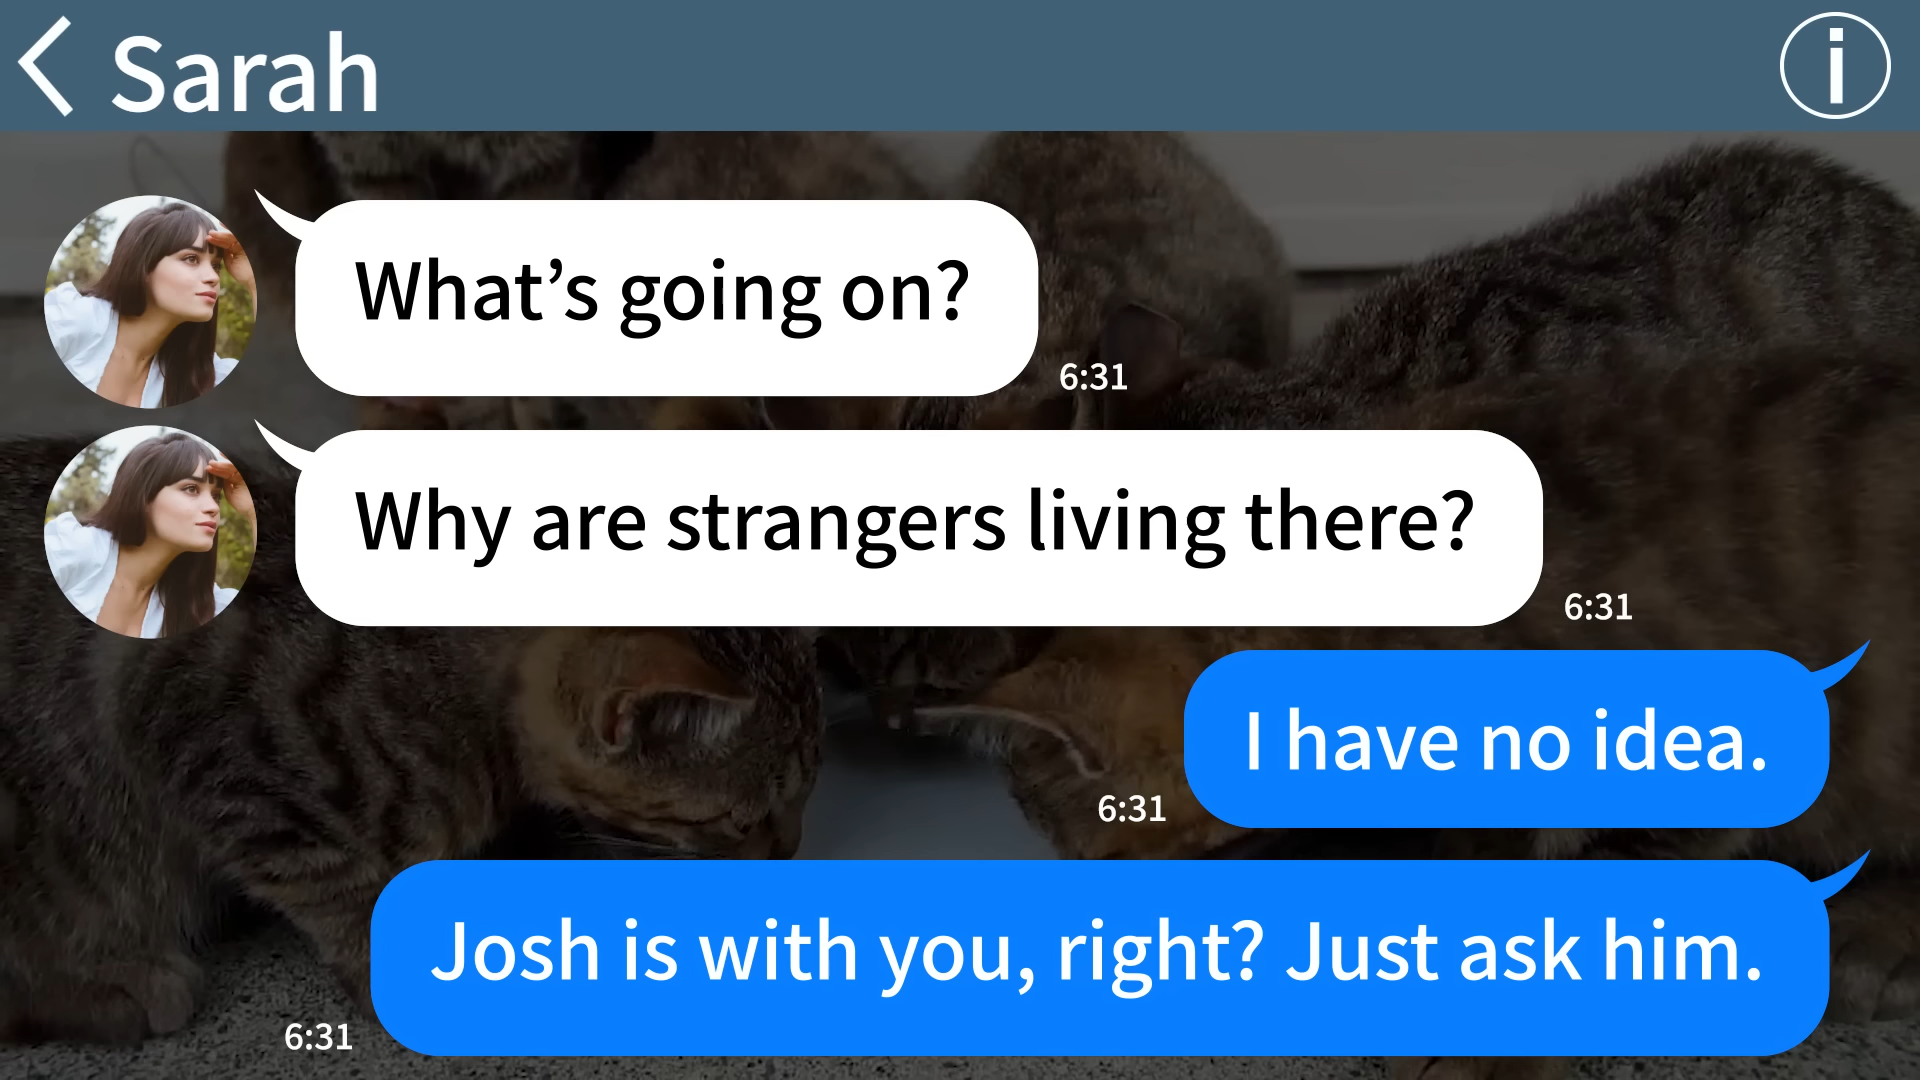 Sarah
What’s going on?
6:31
Why are strangers living there?
6:31
I have no idea.
6:31
Josh is with you, right? Just ask him.
6:31